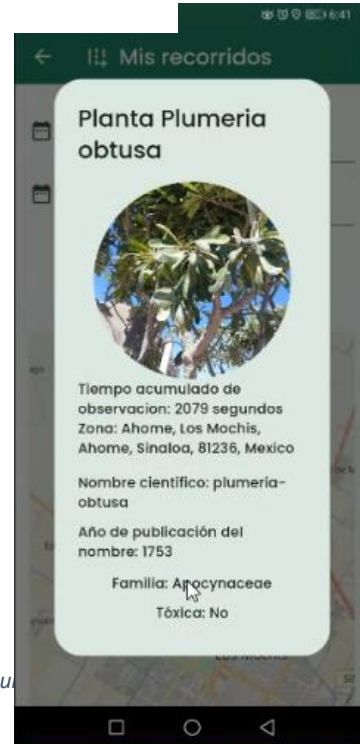 6:41
Mis recorridos
Planta Plumeria
obtusa
Tiempo acumulado de
observacion: 2079 segundos
Zona: Ahome, Los Mochis,
Ahome, Sinaloa, 81236, Mexico
Nombre científico: plumeria-
obtusa
Año de publicación del
nombre: 1753
Familia: Apocynaceae
Tóxica: No